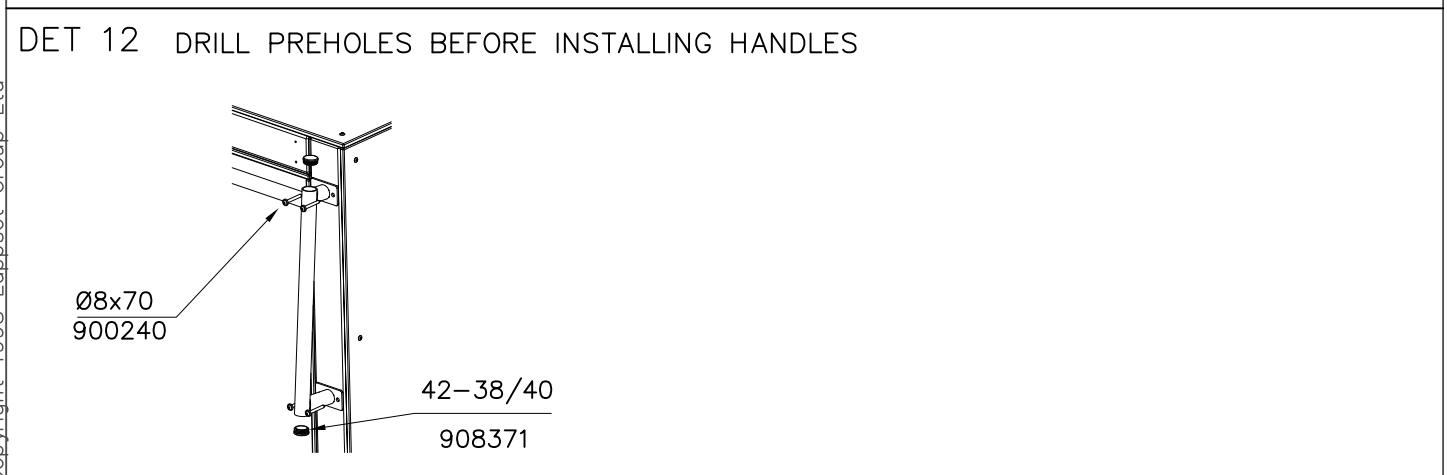 DET 12 DRILL PREHOLES BEFORE INSTALLING HANDLES
Ø8x70
900240
42-38/40
908371